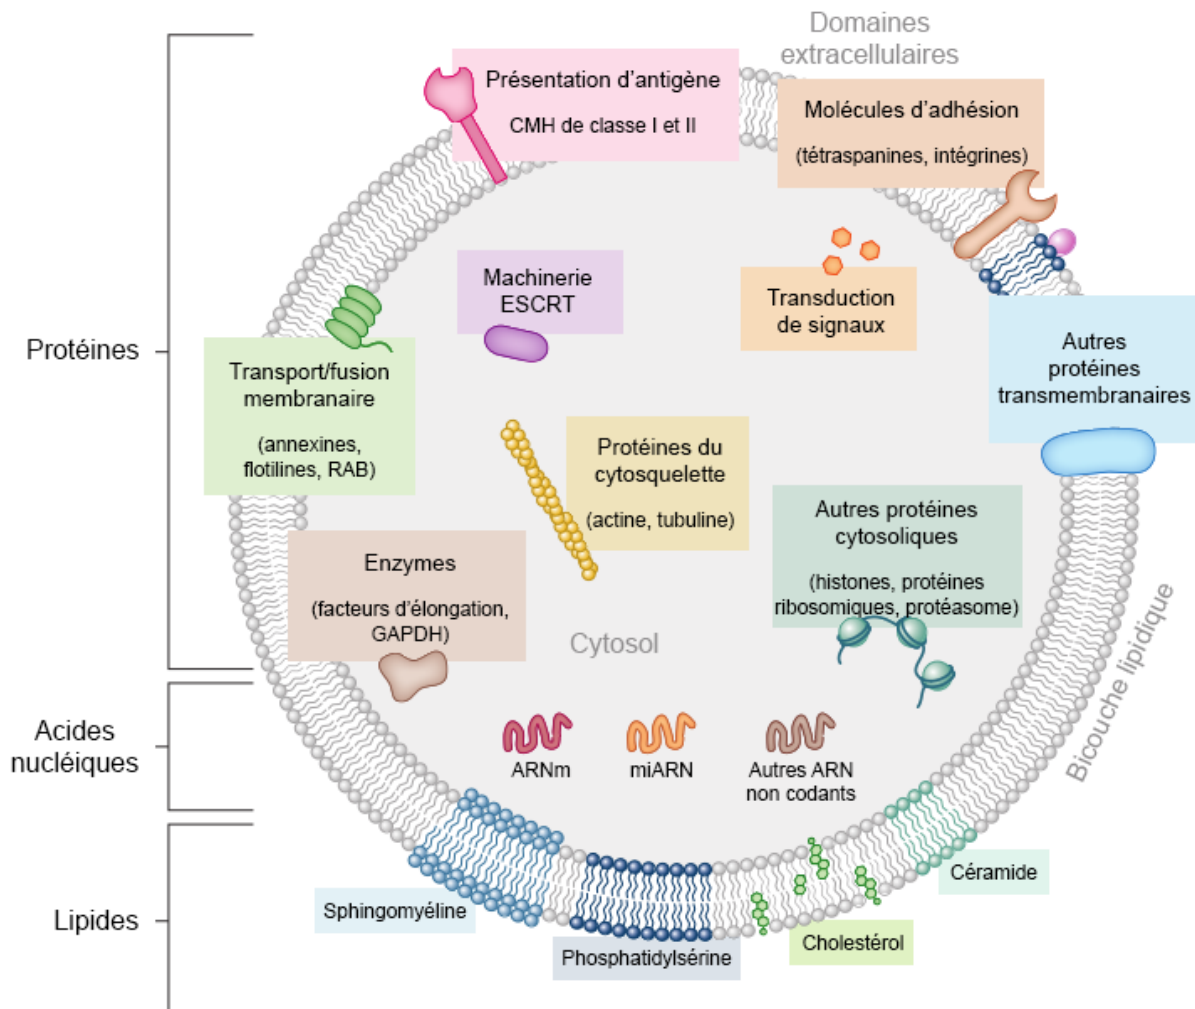 Domaines
extracellulaires
Présentation d'antigène
CMH de classe I et II
Molécules d'adhésion
(tétraspanines, intégrines)
Machinerie
ESCRT
Transduction
de signaux
Protéines
Transport/fusion
membranaire
(annexines,
flotilines, RAB)
Autres
protéines
transmembranaires
Protéines du
cytosquelette
(actine, tubuline)
Autres protéines
cytosoliques
(histones, protéines
ribosomiques, protéasome)
Enzymes
(facteurs d'élongation,
GAPDH)
Cytosol
Bicouche lipidique
Acides
nucléiques
ARNm
miARN
Autres ARN
non codants
Lipides
Sphingomyéline
Phosphatidylsérine
Cholestérol
Céramide